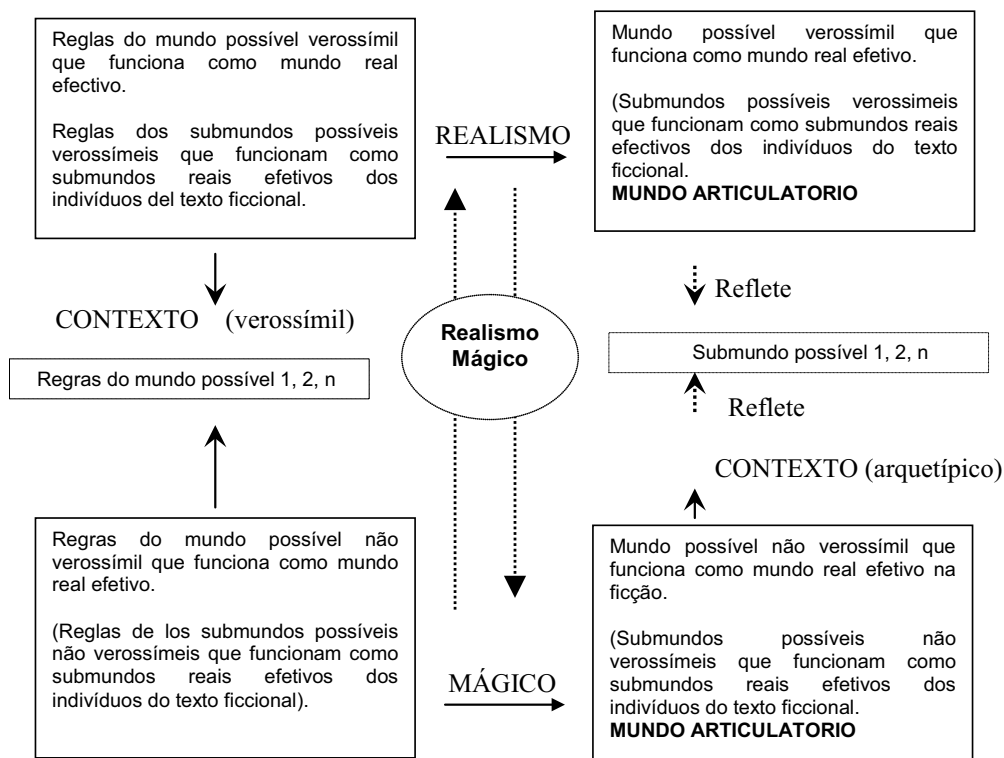 Reglas do mundo possível verossímil
que funciona como mundo real
efectivo.
Reglas dos submundos possíveis
verossímeis que funcionam como
submundos reais efetivos dos
indivíduos del texto ficcional.
REALISMO
Mundo possível verossímil que
funciona como mundo real efetivo.
(Submundos possíveis verossimeis
que funcionam como submundos reais
efectivos dos indivíduos do texto
ficcional.
MUNDO ARTICULATORIO
CONTEXTO (verossímil)
Regras do mundo possível 1, 2, n
Realismo
Mágico
Reflete
Submundo possível 1, 2, n
Reflete
CONTEXTO (arquetípico)
Regras do mundo possível não
verossímil que funciona como mundo
real efetivo.
(Reglas de los submundos possíveis
não verossímeis que funcionam como
submundos reais efetivos dos
indivíduos do texto ficcional).
MÁGICO
Mundo possível não verossímil que
funciona como mundo real efetivo na
ficção.
(Submundos possíveis não
verossímeis que funcionam como
submundos reais efetivos dos
indivíduos do texto ficcional.
MUNDO ARTICULATORIO